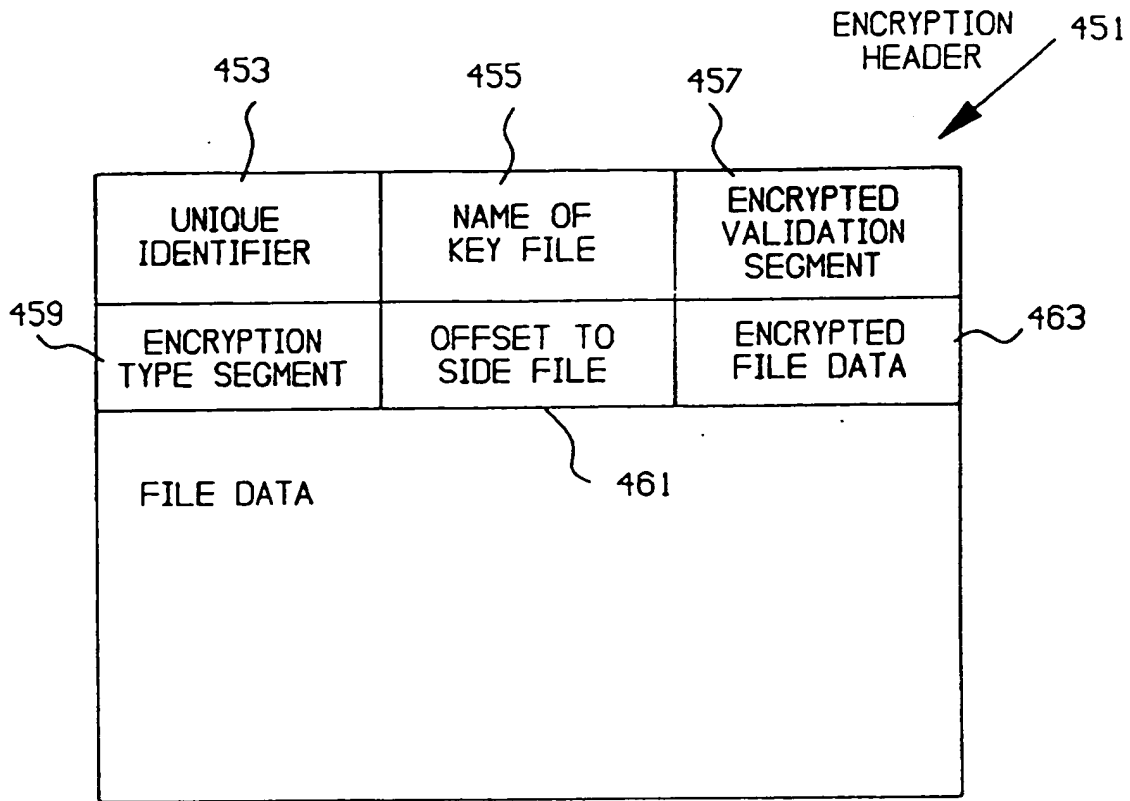 ENCRYPTION
HEADER
451
453
455
457
UNIQUE
IDENTIFIER
NAME OF
KEY FILE
ENCRYPTED
VALIDATION
SEGMENT
459
ENCRYPTION
TYPE SEGMENT
OFFSET TO
SIDE FILE
ENCRYPTED
FILE DATA
463
461
FILE DATA